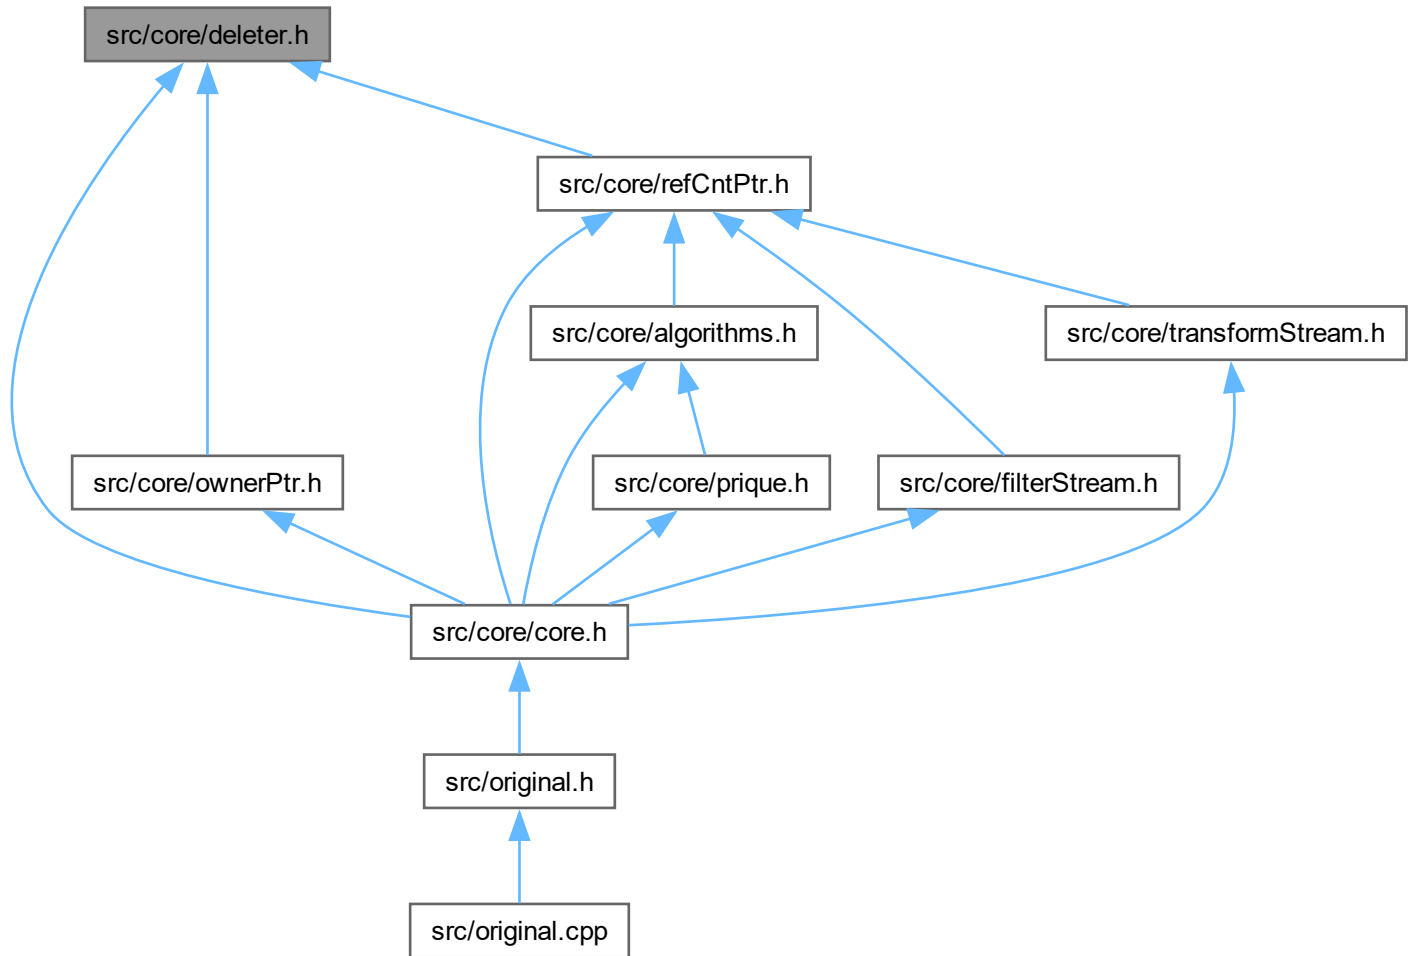 src/core/deleter.h
src/core/refCntPtr.h
src/core/algorithms.h
src/core/transformStream.h
src/core/ownerPtr.h
src/core/prique.h
src/core/filterStream.h
src/core/core.h
src/original.h
src/original.cpp